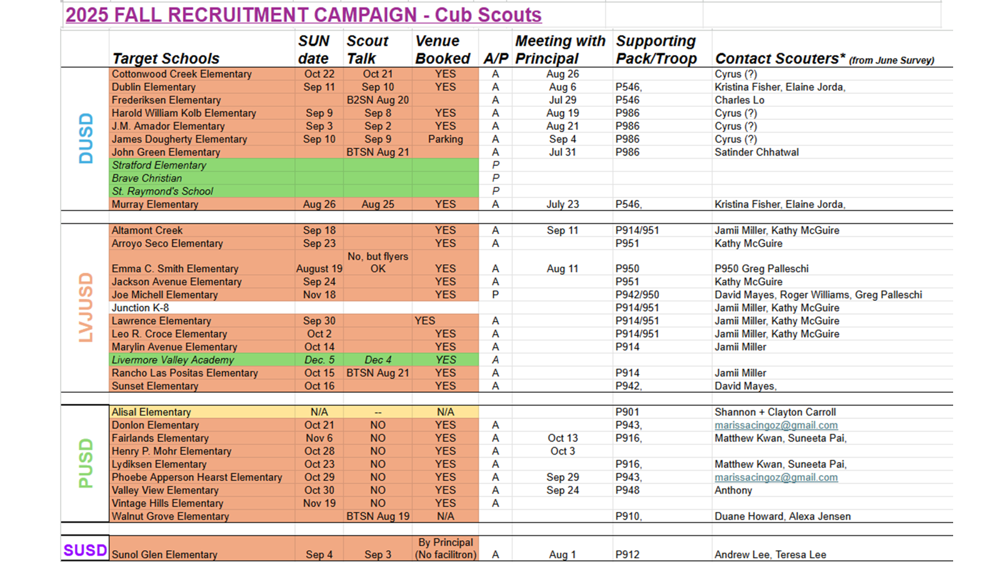 2025 FALL RECRUITMENT CAMPAIGN - Cub Scouts
Target Schools SUN date Scout Talk Venue Booked A/P Meeting with Principal Supporting Pack/Troop Contact Scouters* (from June Survey)
DUSD
Cottonwood Creek Elementary Oct 22 Oct 21 YES A Aug 26 Cyrus (?)
Dublin Elementary Sep 11 Sep 10 YES A Aug 6 P546, Kristina Fisher, Elaine Jorda,
Frederiksen Elementary B2SN Aug 20 A Jul 29 P546 Charles Lo
Harold William Kolb Elementary Sep 9 Sep 8 YES A Aug 19 P986 Cyrus (?)
J.M. Amador Elementary Sep 3 Sep 2 YES A Aug 21 P986 Cyrus (?)
James Dougherty Elementary Sep 10 Sep 9 Parking A Sep 4 P986 Cyrus (?)
John Green Elementary BTSN Aug 21 A Jul 31 P986 Satinder Chhatwal
Stratford Elementary P
Brave Christian P
St. Raymond's School P
Murray Elementary Aug 26 Aug 25 YES A July 23 P546, Kristina Fisher, Elaine Jorda,
LVJUSD
Altamont Creek Sep 18 YES A Sep 11 P914/951 Jamii Miller, Kathy McGuire
Arroyo Seco Elementary Sep 23 YES A P951 Kathy McGuire
Emma C. Smith Elementary August 19 No, but flyers OK YES A Aug 11 P950 P950 Greg Palleschi
Jackson Avenue Elementary Sep 24 YES A P951 Kathy McGuire
Joe Michell Elementary Nov 18 YES P P942/950 David Mayes, Roger Williams, Greg Palleschi
Junction K-8 P914/951 Jamii Miller, Kathy McGuire
Lawrence Elementary Sep 30 YES A P914/951 Jamii Miller, Kathy McGuire
Leo R. Croce Elementary Oct 2 YES A P914/951 Jamii Miller, Kathy McGuire
Marylin Avenue Elementary Oct 14 YES A P914 Jamii Miller
Livermore Valley Academy Dec. 5 Dec 4 YES A
Rancho Las Positas Elementary Oct 15 BTSN Aug 21 YES A P914 Jamii Miller
Sunset Elementary Oct 16 YES A P942, David Mayes,
PUSD
Alisal Elementary N/A -- N/A P901 Shannon + Clayton Carroll
Donlon Elementary Oct 21 NO YES A P943, marissacingoz@gmail.com
Fairlands Elementary Nov 6 NO YES A Oct 13 P916, Matthew Kwan, Suneeta Pai,
Henry P. Mohr Elementary Oct 28 NO YES A Oct 3
Lydiksen Elementary Oct 23 NO YES A P916, Matthew Kwan, Suneeta Pai,
Phoebe Apperson Hearst Elementary Oct 29 NO YES A Sep 29 P943, marissacingoz@gmail.com
Valley View Elementary Oct 30 NO YES A Sep 24 P948 Anthony
Vintage Hills Elementary Nov 19 NO YES A
Walnut Grove Elementary BTSN Aug 19 N/A P910, Duane Howard, Alexa Jensen
SUSD
Sunol Glen Elementary Sep 4 Sep 3 By Principal (No facilitron) A Aug 1 P912 Andrew Lee, Teresa Lee